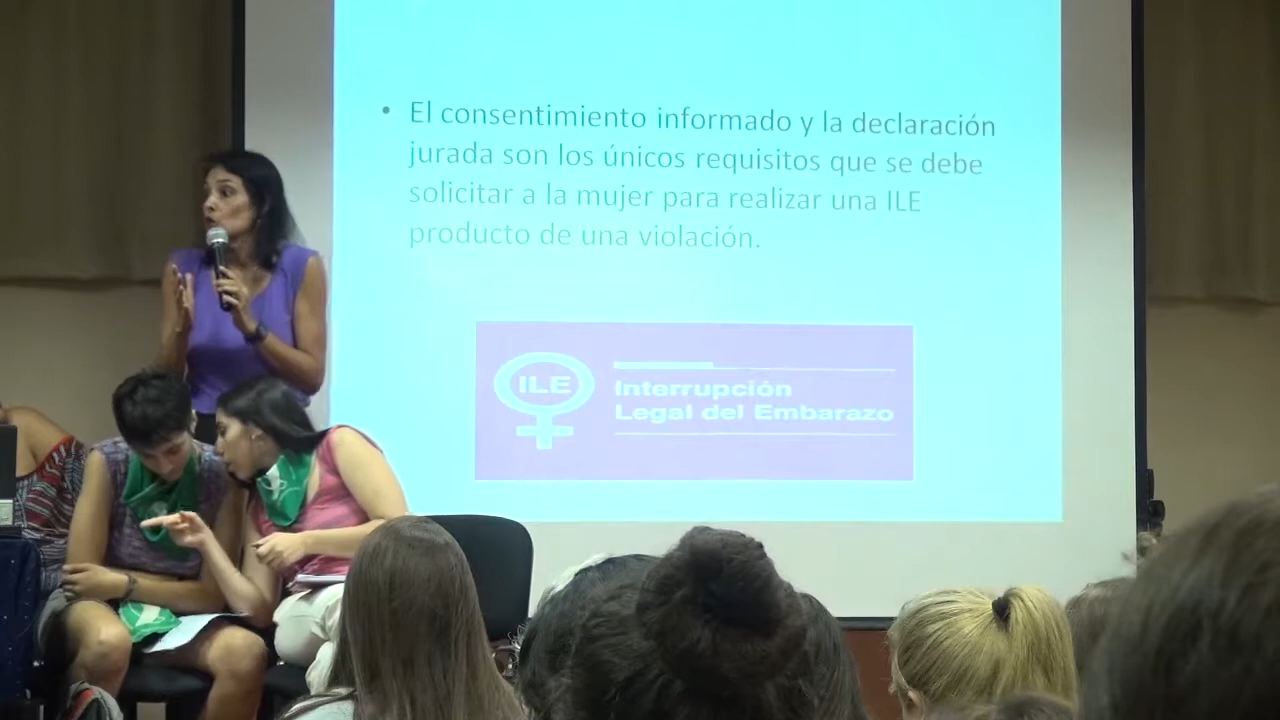 • El consentimiento informado y la declaración
jurada son los únicos requisitos que se debe
solicitar a la mujer para realizar una ILE
producto de una violación.
ILE
Interrupción
Legal del Embarazo